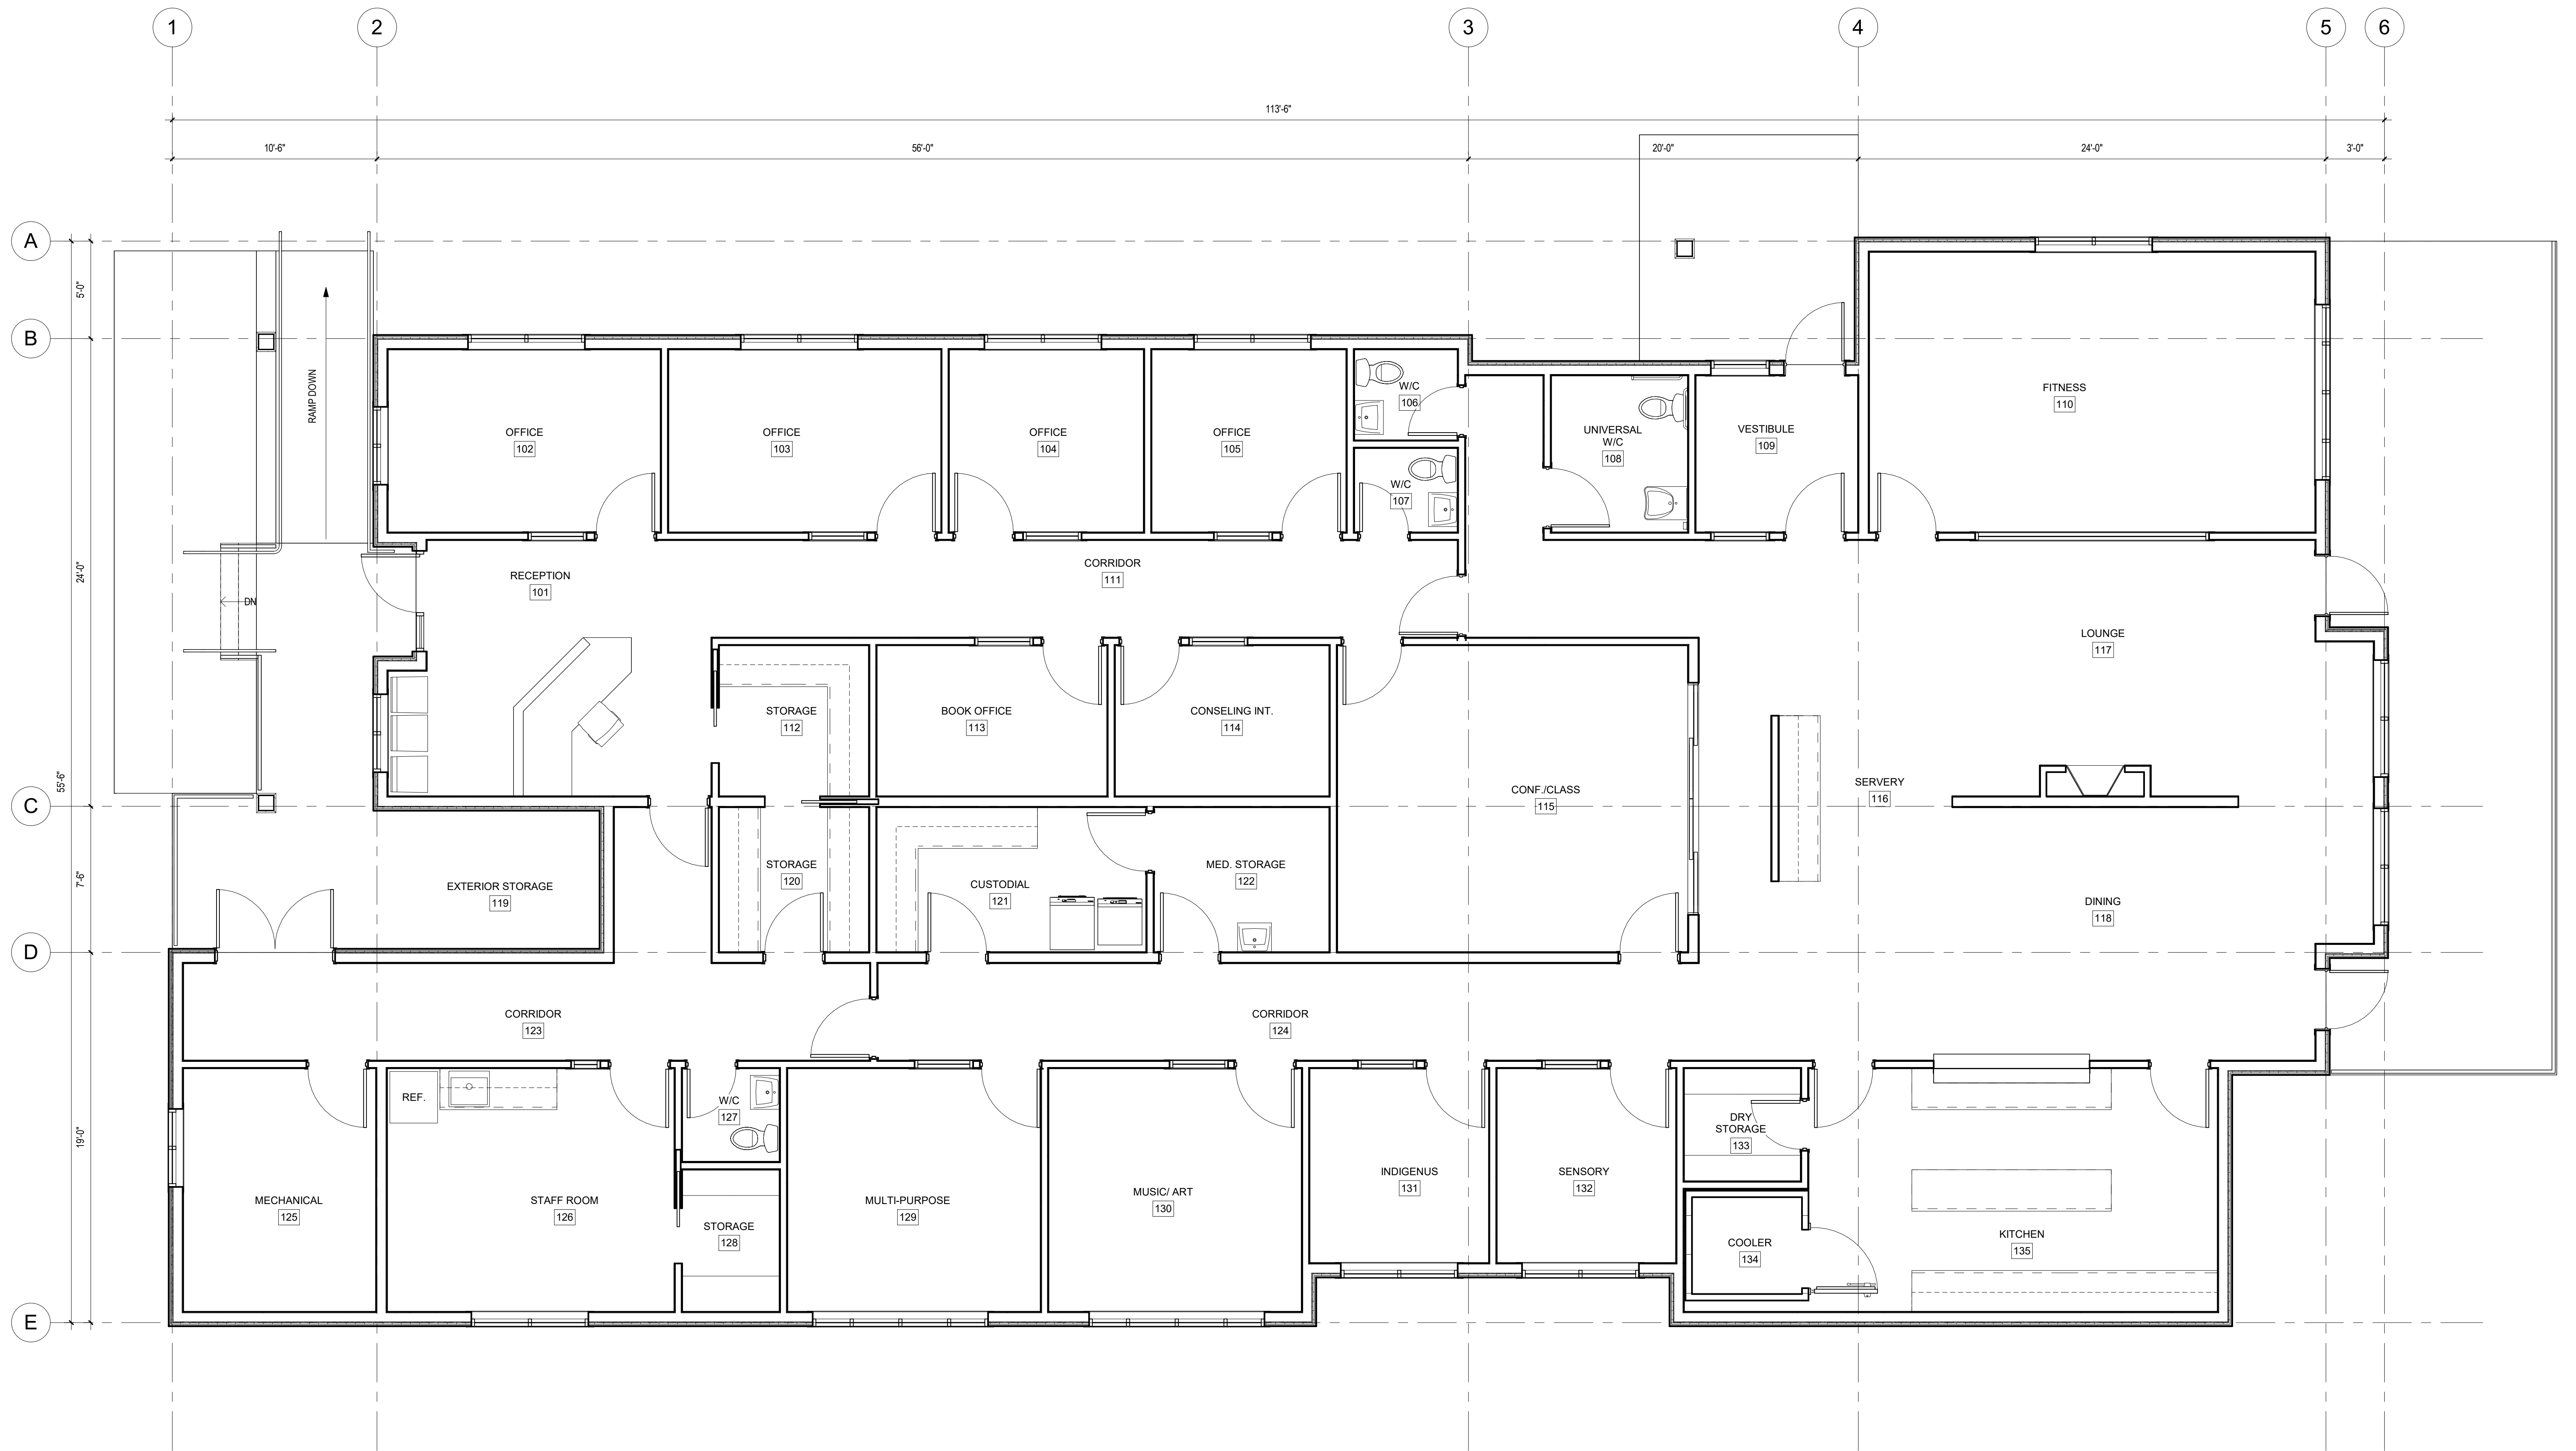 1
2
3
4
5
6
113'-6"
10'-6"
56'-0"
20'-0"
24'-0"
3'-0"
A
B
C
D
E
5'-0"
24'-0"
55'-6"
7'-6"
19'-0"
RAMP DOWN
DN
OFFICE
102
OFFICE
103
OFFICE
104
OFFICE
105
W/C
106
W/C
107
UNIVERSAL
W/C
108
VESTIBULE
109
FITNESS
110
RECEPTION
101
CORRIDOR
111
STORAGE
112
BOOK OFFICE
113
CONSELING INT.
114
CONF./CLASS
115
SERVERY
116
LOUNGE
117
DINING
118
EXTERIOR STORAGE
119
STORAGE
120
CUSTODIAL
121
MED. STORAGE
122
CORRIDOR
123
CORRIDOR
124
MECHANICAL
125
REF.
STAFF ROOM
126
W/C
127
STORAGE
128
MULTI-PURPOSE
129
MUSIC/ ART
130
INDIGENUS
131
SENSORY
132
DRY
STORAGE
133
COOLER
134
KITCHEN
135